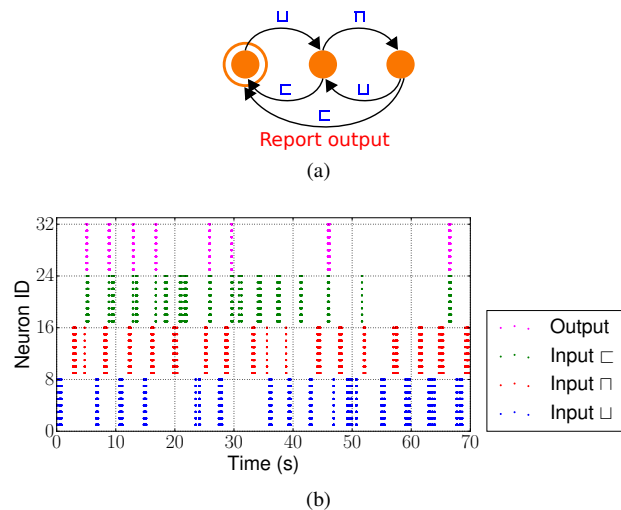 ⊔ ⊓
⊏ ⊔
⊏
Report output
(a)
Neuron ID
32
24
16
8
0
0 10 20 30 40 50 60 70
Time (s)
Output
Input ⊏
Input ⊓
Input ⊔
(b)